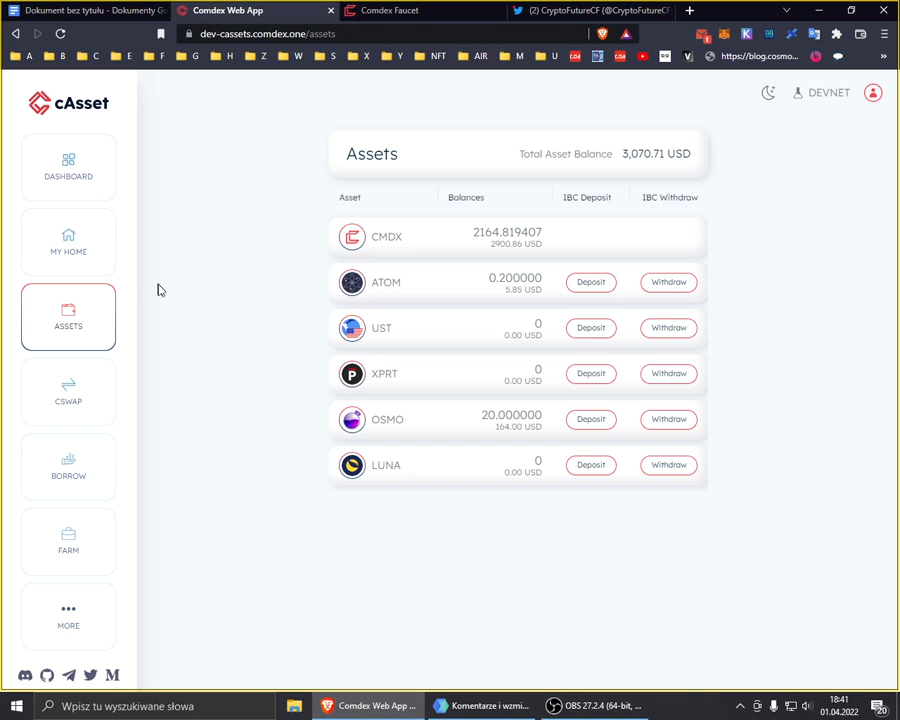 Dokument bez tytułu - Dokumenty Go
Comdex Web App
Comdex Faucet
(2) CryptoFutureCF (@CryptoFutureCF
dev-cassets.comdex.one/assets
A B C E F G H Z W S X Y NFT AIR M U https://blog.cosmo...
cAsset
DEVNET
DASHBOARD
MY HOME
ASSETS
CSWAP
BORROW
FARM
MORE
Assets Total Asset Balance 3,070.71 USD
Asset Balances IBC Deposit IBC Withdraw
CMDX 2164.819407
2900.86 USD
ATOM 0.200000 Deposit Withdraw
5.85 USD
UST 0 Deposit Withdraw
0.00 USD
XPRT 0 Deposit Withdraw
0.00 USD
OSMO 20.000000 Deposit Withdraw
164.00 USD
LUNA 0 Deposit Withdraw
0.00 USD
Wpisz tu wyszukiwane słowa
Comdex Web App ...
Komentarze i wzmi...
OBS 27.2.4 (64-bit, ...
18:41
01.04.2022
20